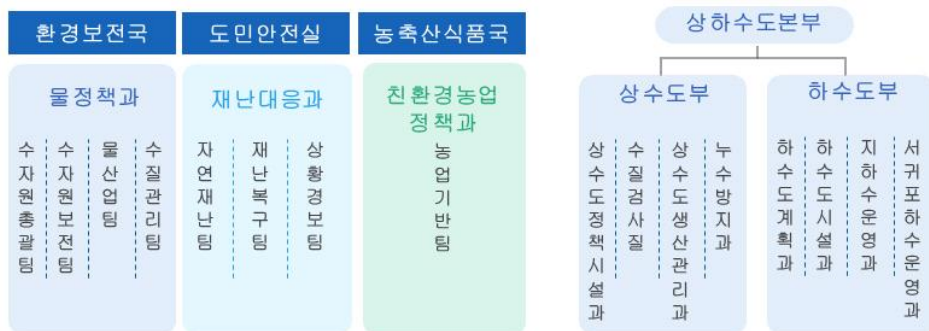 환경보전국
도민안전실
농축산식품국
상하수도본부
물정책과
수자원총괄팀
수자원보전팀
물산업팀
수질관리팀
재난대응과
자연재난팀
재난복구팀
상황경보팀
친환경농업
정책과
농업기반팀
상수도부
상수도정책시설과
수질검사질
상수도생산관리과
누수방지과
하수도부
하수도계획과
하수도시설과
지하수운영과
서귀포하수운영과